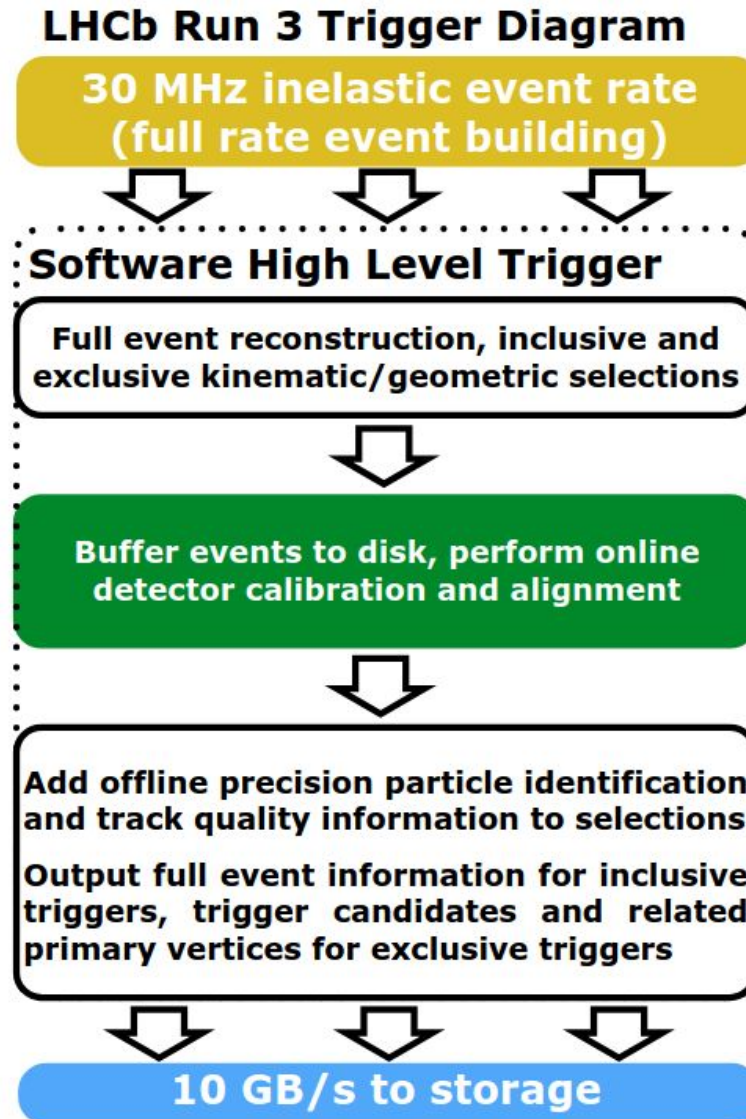 LHCb Run 3 Trigger Diagram
30 MHz inelastic event rate
(full rate event building)
Software High Level Trigger
Full event reconstruction, inclusive and
exclusive kinematic/geometric selections
Buffer events to disk, perform online
detector calibration and alignment
Add offline precision particle identification
and track quality information to selections
Output full event information for inclusive
triggers, trigger candidates and related
primary vertices for exclusive triggers
10 GB/s to storage